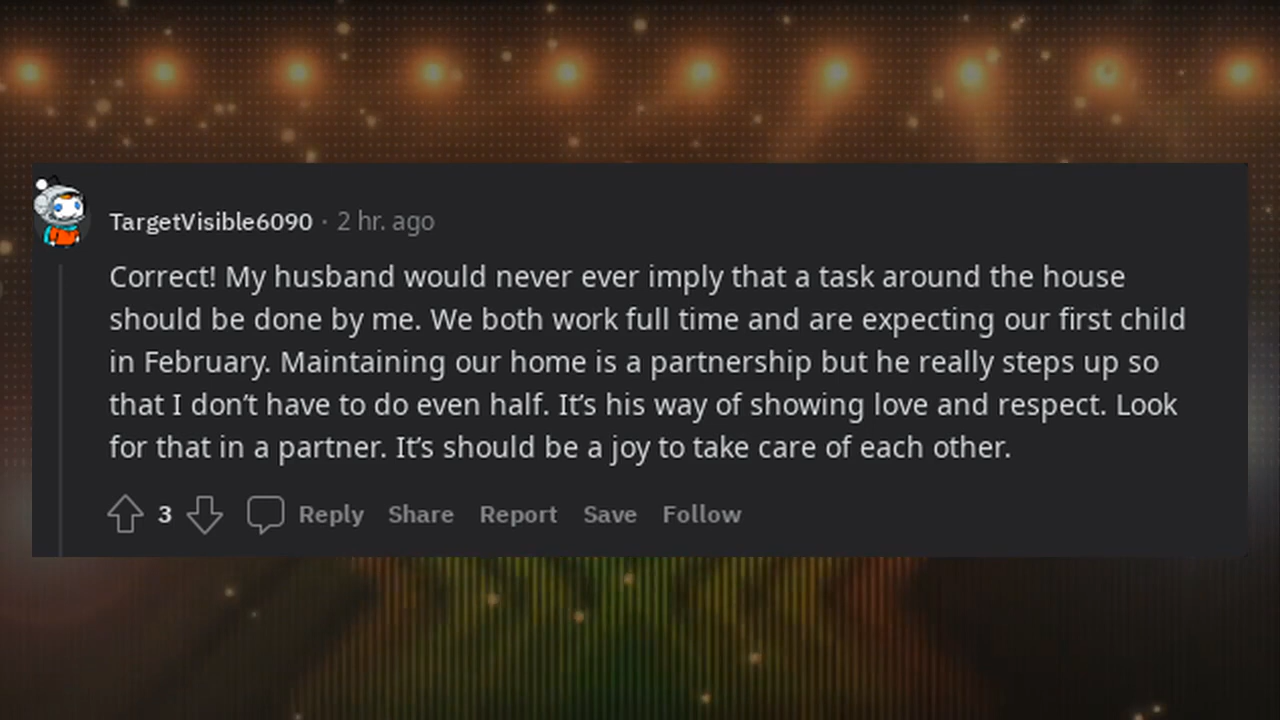 TargetVisible6090 · 2 hr. ago
Correct! My husband would never ever imply that a task around the house
should be done by me. We both work full time and are expecting our first child
in February. Maintaining our home is a partnership but he really steps up so
that I don’t have to do even half. It’s his way of showing love and respect. Look
for that in a partner. It’s should be a joy to take care of each other.
3 Reply Share Report Save Follow